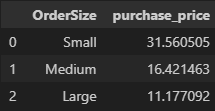 OrderSize purchase_price
0 Small 31.560505
1 Medium 16.421463
2 Large 11.177092